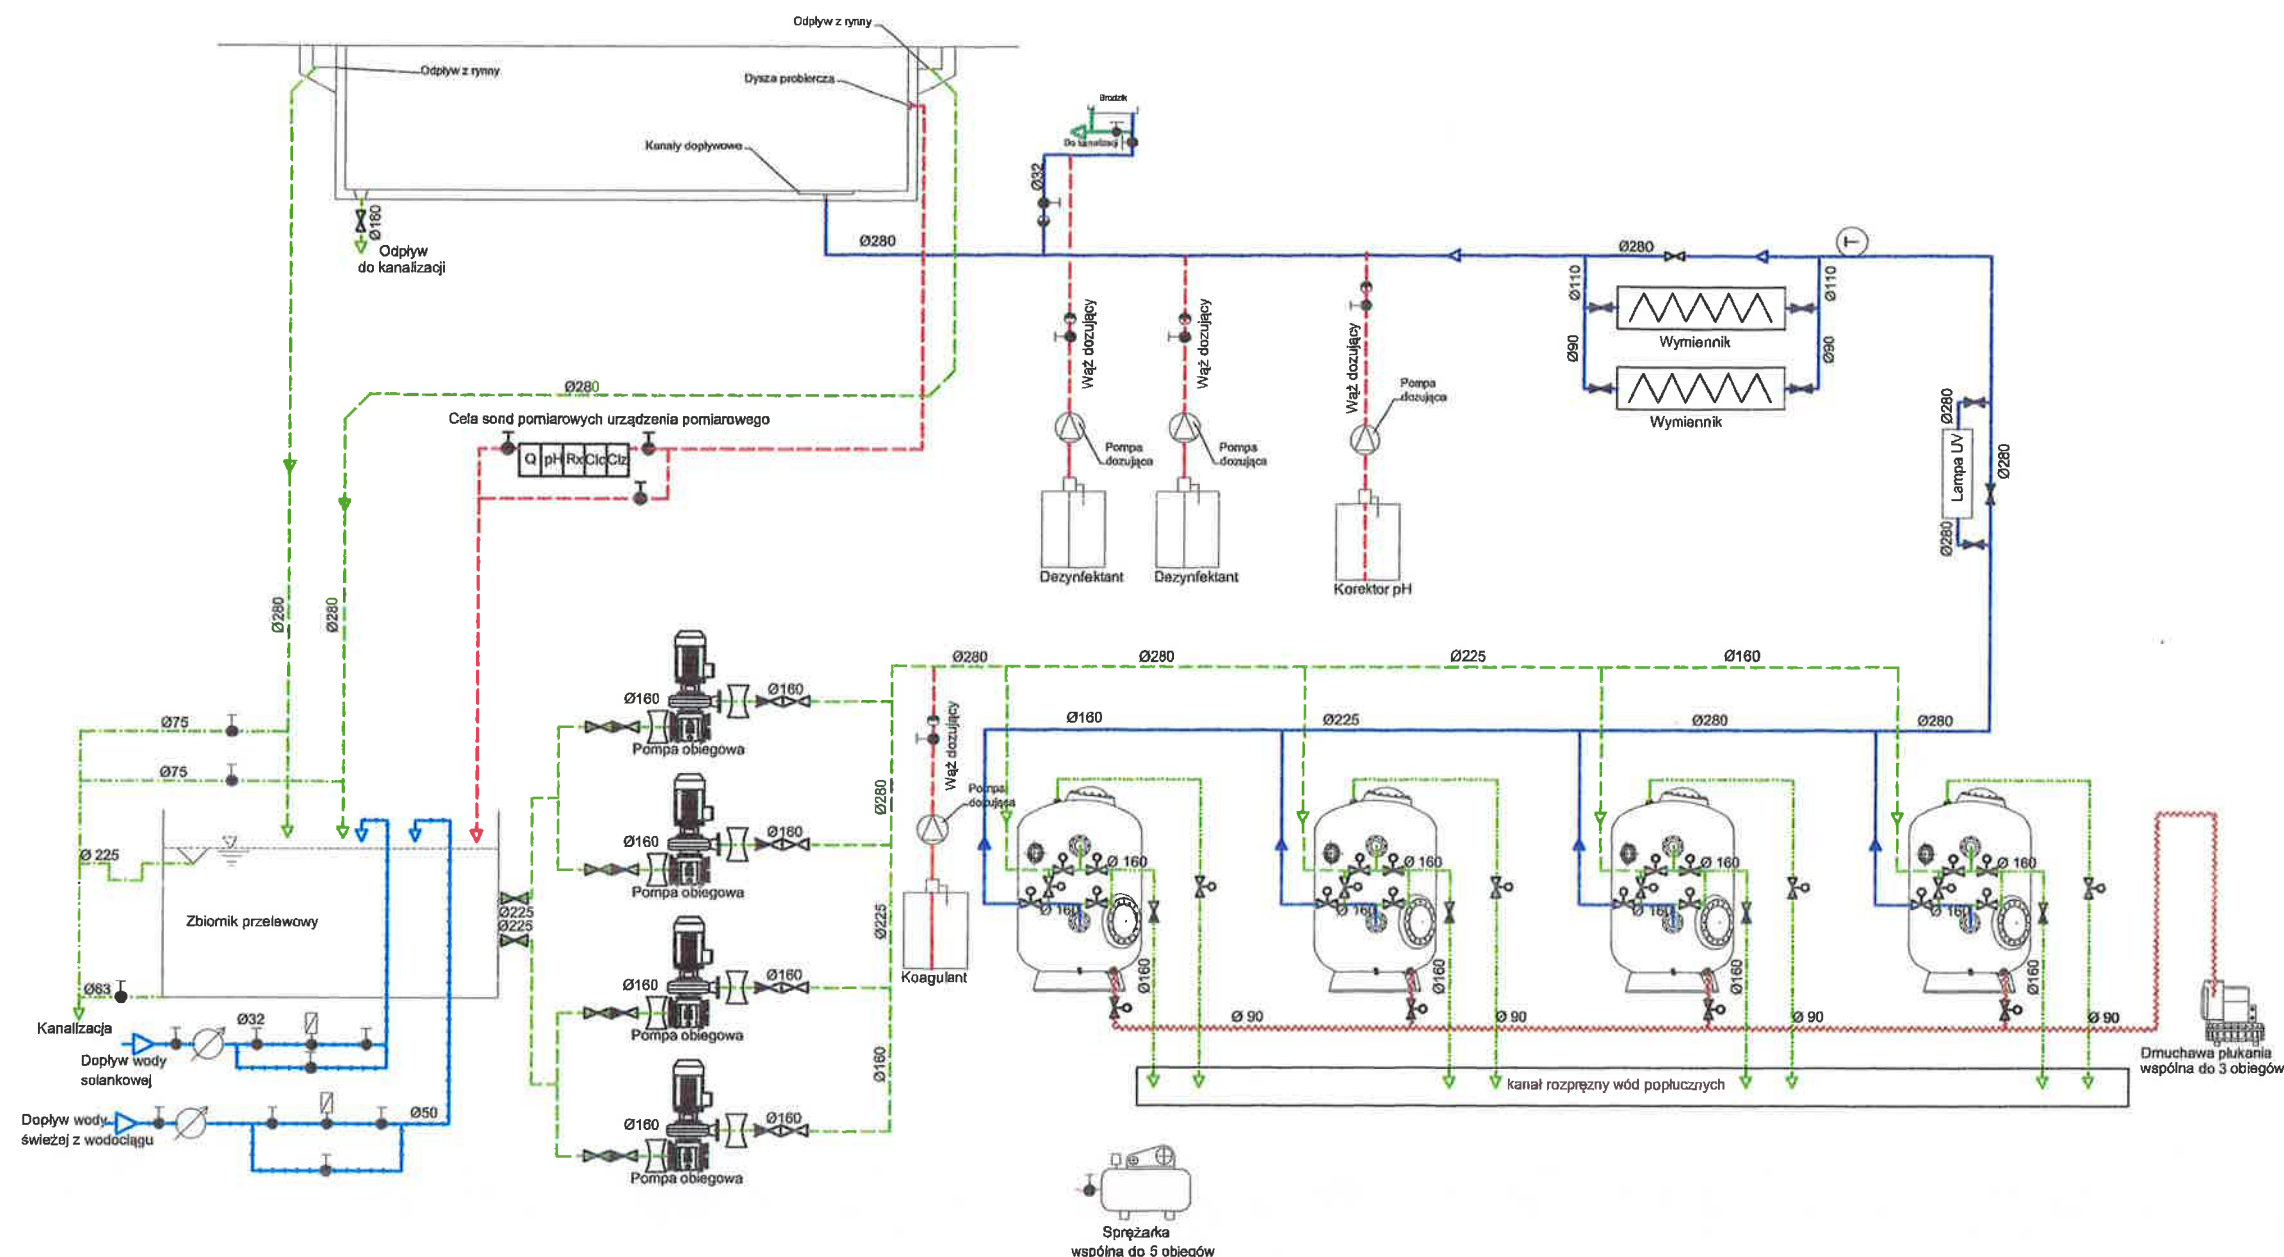 Odpływ z rynny
Odpływ z rynny
Dysza probiercza
Kanały dopływowe
Brodzik
Do kanalizacji
Ø32
Ø160
Odpływ
do kanalizacji
Ø280
Ø280
T
Ø110
Ø110
Wymiennik
Ø90
Ø90
Wymiennik
Wąż dozujący
Wąż dozujący
Wąż dozujący
Pompa
dozująca
Pompa
dozująca
Pompa
dozująca
Ø280
Cela sond pomiarowych urządzenia pomiarowego
Q pH Rx Clc Clz
Ø280
Lampa UV
Ø280
Ø280
Dezynfektant
Dezynfektant
Korektor pH
Ø280
Ø280
Ø280
Ø280
Ø225
Ø160
Ø160
Ø160
Pompa obiegowa
Ø160
Ø225
Ø280
Ø280
Ø75
Ø75
Wąż dozujący
Ø280
Pompa
dozująca
Ø160
Ø160
Pompa obiegowa
Ø 225
Zbiornik przelewowy
Ø225
Ø225
Ø225
Koagulant
Ø 160
Ø 160
Ø 160
Ø 160
Ø 160
Ø 160
Ø 160
Ø 160
Ø160
Ø160
Ø160
Ø160
Ø160
Ø160
Pompa obiegowa
Ø63
Kanalizacja
Ø32
Dopływ wody
solankowej
Ø 90
Ø 90
Ø 90
Ø 90
Dmuchawa płukania
wspólna do 3 obiegów
Ø160
kanał rozprężny wód popłucznych
Dopływ wody
świeżej z wodociągu
Ø50
Ø160
Ø160
Pompa obiegowa
Sprężarka
wspólna do 5 obiegów